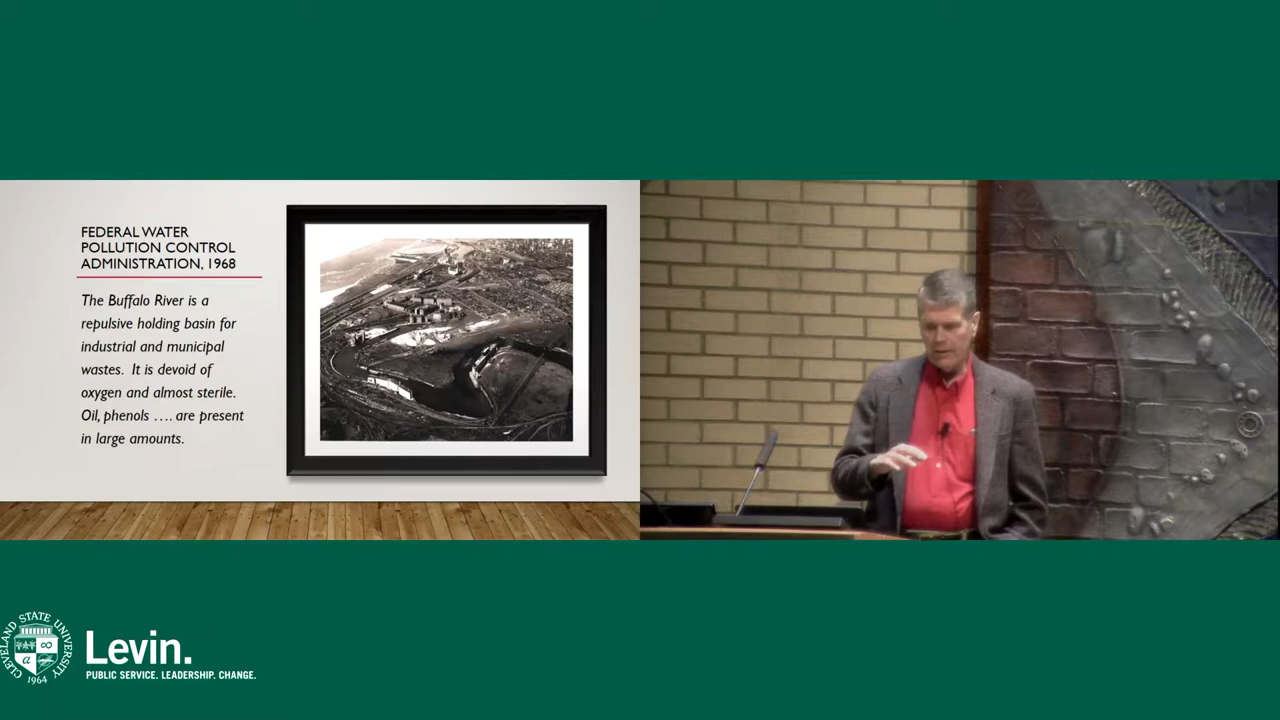 FEDERAL WATER
POLLUTION CONTROL
ADMINISTRATION, 1968
The Buffalo River is a
repulsive holding basin for
industrial and municipal
wastes. It is devoid of
oxygen and almost sterile.
Oil, phenols …. are present
in large amounts.
CLEVELAND STATE UNIVERSITY
1964
Levin.
PUBLIC SERVICE. LEADERSHIP. CHANGE.